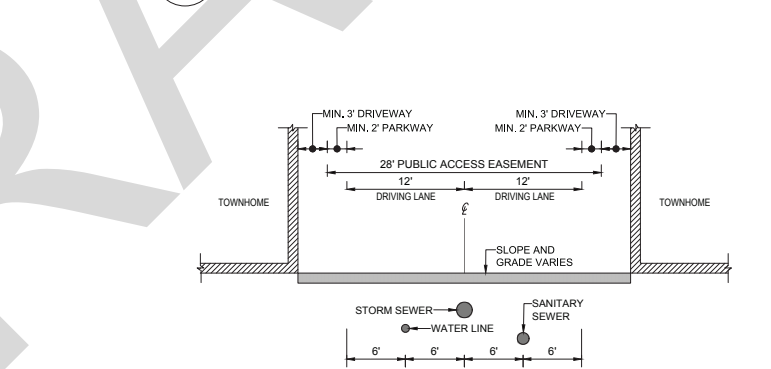 MIN. 3' DRIVEWAY
MIN. 2' PARKWAY
MIN. 3' DRIVEWAY
MIN. 2' PARKWAY
28' PUBLIC ACCESS EASEMENT
12'
DRIVING LANE
12'
DRIVING LANE
TOWNHOME
TOWNHOME
℄
SLOPE AND
GRADE VARIES
STORM SEWER
WATER LINE
SANITARY
SEWER
6'
6'
6'
6'